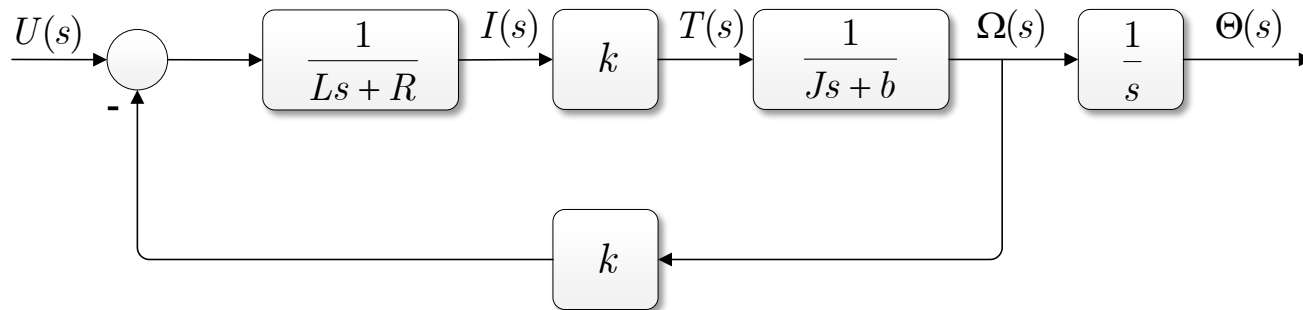 U(s)
-
1
Ls + R
I(s)
k
T(s)
1
Js + b
Ω(s)
1
s
Θ(s)
k